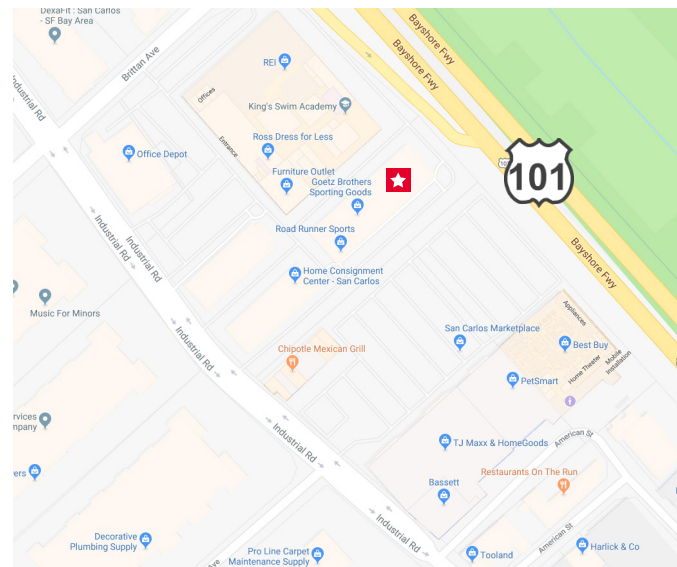 DexaFit : San Carlos
- SF Bay Area
Brittan Ave
Industrial Rd
REI
Bayshore Fwy
Bayshore Fwy
Offices
King's Swim Academy
Entrance
Ross Dress for Less
Office Depot
Furniture Outlet
Goetz Brothers
Sporting Goods
101
Road Runner Sports
Industrial Rd
Industrial Rd
Bayshore Fwy
Home Consignment
Center - San Carlos
Music For Minors
Appliances
San Carlos Marketplace
Best Buy
Industrial Rd
Chipotle Mexican Grill
Home Theater
Mobile
Installation
PetSmart
American St
TJ Maxx & HomeGoods
Industrial Rd
Restaurants On The Run
Bassett
Industrial Rd
Decorative
Plumbing Supply
Pro Line Carpet
Maintenance Supply
Tooland
American St
Harlick & Co